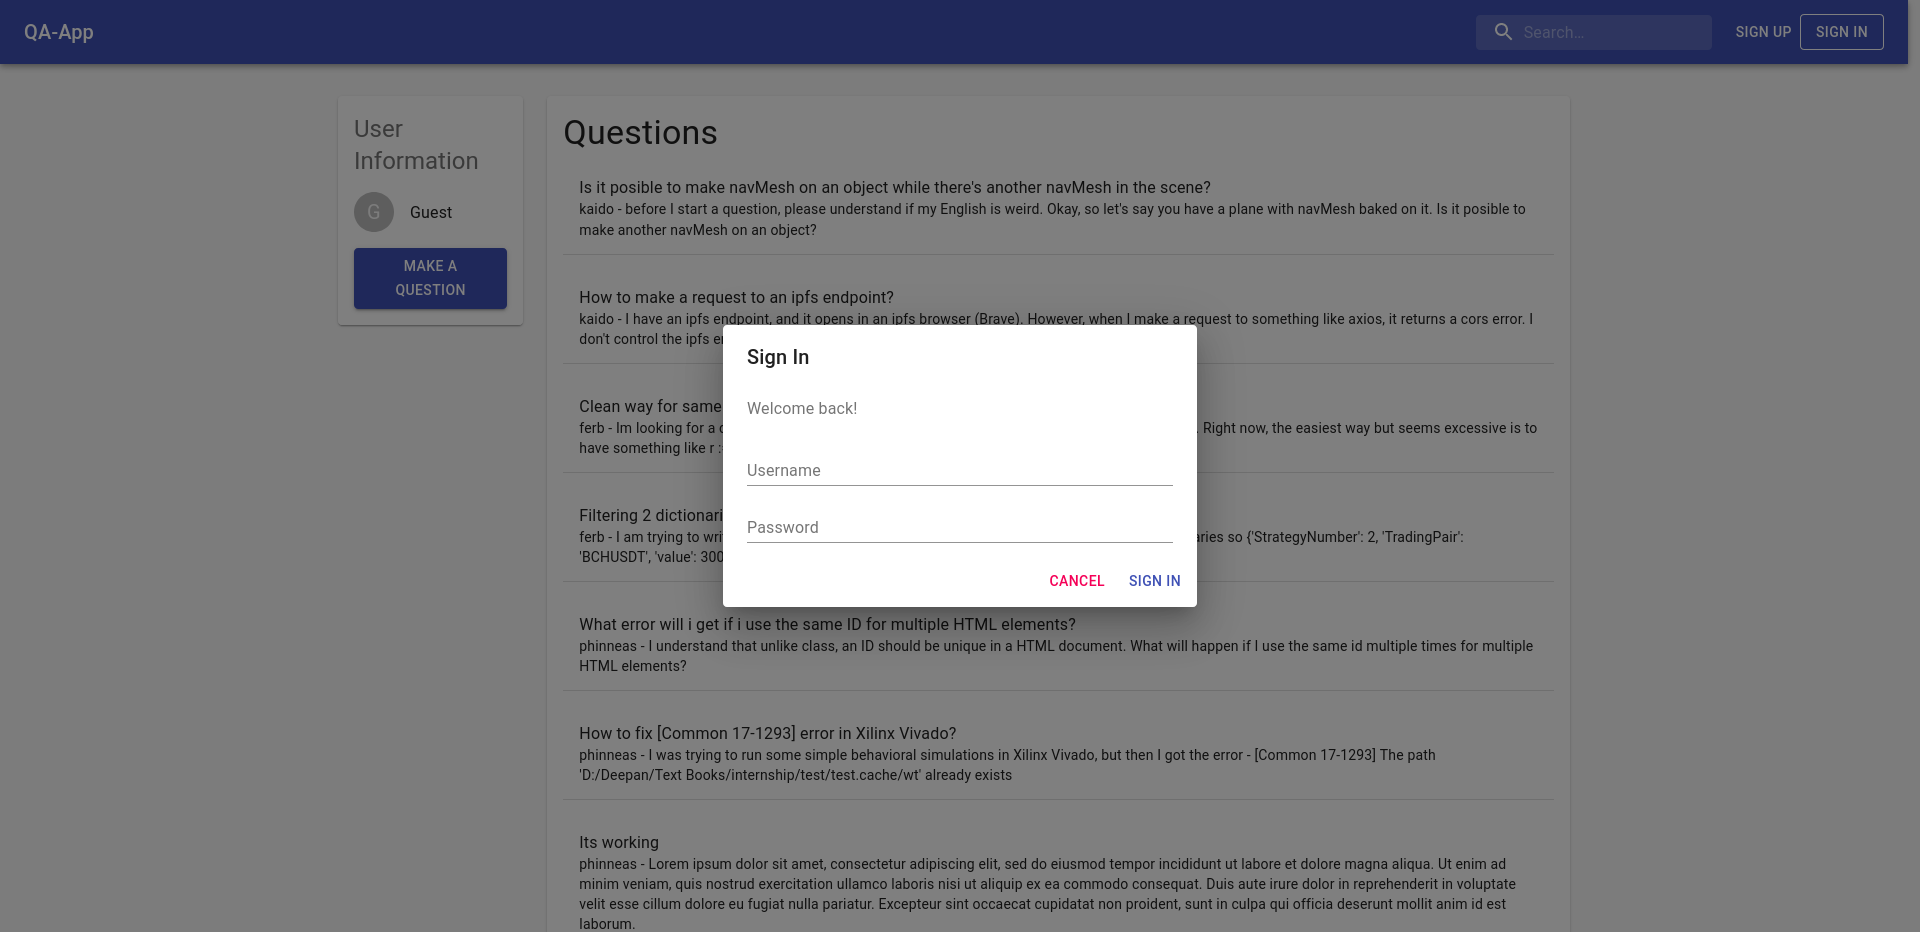 QA-App
Search...
SIGN UP
SIGN IN
User
Information
G
Guest
MAKE A
QUESTION
Questions
Is it posible to make navMesh on an object while there's another navMesh in the scene?
kaido - before I start a question, please understand if my English is weird. Okay, so let's say you have a plane with navMesh baked on it. Is it posible to
make another navMesh on an object?
How to make a request to an ipfs endpoint?
kaido - I have an ipfs endpoint, and it opens in an ipfs browser (Brave). However, when I make a request to something like axios, it returns a cors error. I
don't control the ipfs
Clean way for same
ferb - Im looking for a . Right now, the easiest way but seems excessive is to
have something like r :
Filtering 2
ferb - I am trying to so {'StrategyNumber': 2, 'TradingPair':
'BCHUSDT', 'value': 300
Sign In
Welcome back!
Username
Password
CANCEL
SIGN IN
What error will i get if i use the same ID for multiple HTML elements?
phinneas - I understand that unlike class, an ID should be unique in a HTML document. What will happen if I use the same id multiple times for multiple
HTML elements?
How to fix [Common 17-1293] error in Xilinx Vivado?
phinneas - I was trying to run some simple behavioral simulations in Xilinx Vivado, but then I got the error - [Common 17-1293] The path
'D:/Deepan/Text Books/internship/test/test.cache/wt' already exists
Its working
phinneas - Lorem ipsum dolor sit amet, consectetur adipiscing elit, sed do eiusmod tempor incididunt ut labore et dolore magna aliqua. Ut enim ad
minim veniam, quis nostrud exercitation ullamco laboris nisi ut aliquip ex ea commodo consequat. Duis aute irure dolor in reprehenderit in voluptate
velit esse cillum dolore eu fugiat nulla pariatur. Excepteur sint occaecat cupidatat non proident, sunt in culpa qui officia deserunt mollit anim id est
laborum.